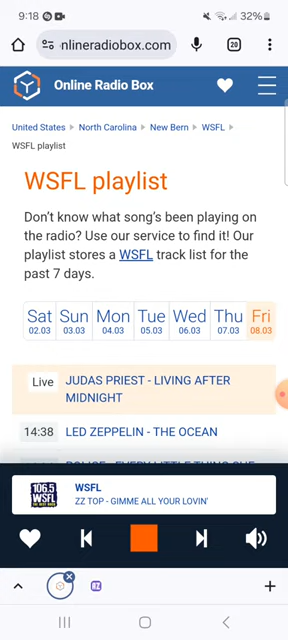 9:18
32%
nlineradiobox.com
20
Online Radio Box
United States ▸ North Carolina ▸ New Bern ▸ WSFL ▸
WSFL playlist
WSFL playlist
Don't know what song's been playing on
the radio? Use our service to find it! Our
playlist stores a WSFL track list for the
past 7 days.
Sat Sun Mon Tue Wed Thu Fri
02.03 03.03 04.03 05.03 06.03 07.03 08.03
Live JUDAS PRIEST - LIVING AFTER
MIDNIGHT
14:38 LED ZEPPELIN - THE OCEAN
106.5
WSFL
WSFL
ZZ TOP - GIMME ALL YOUR LOVIN'